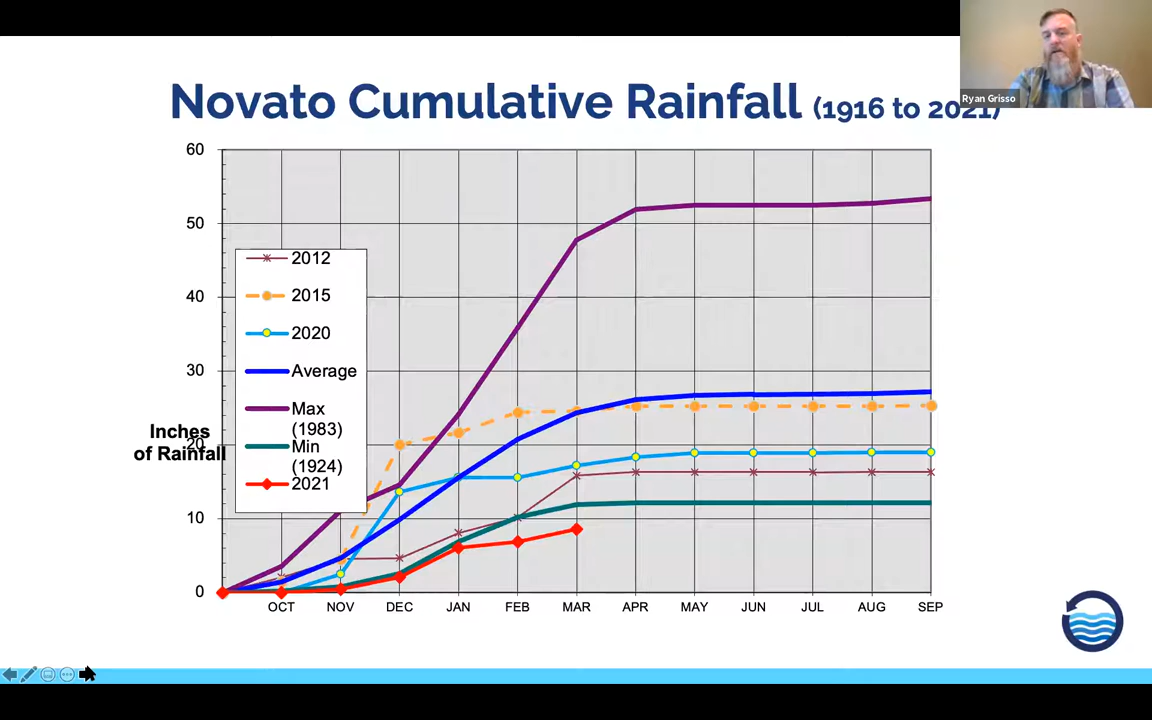 Ryan Grisso
Novato Cumulative Rainfall (1916 to 2021)
60
50
40
30
20
10
0
Inches
of Rainfall
2012
2015
2020
Average
Max
(1983)
Min
(1924)
2021
OCT NOV DEC JAN FEB MAR APR MAY JUN JUL AUG SEP